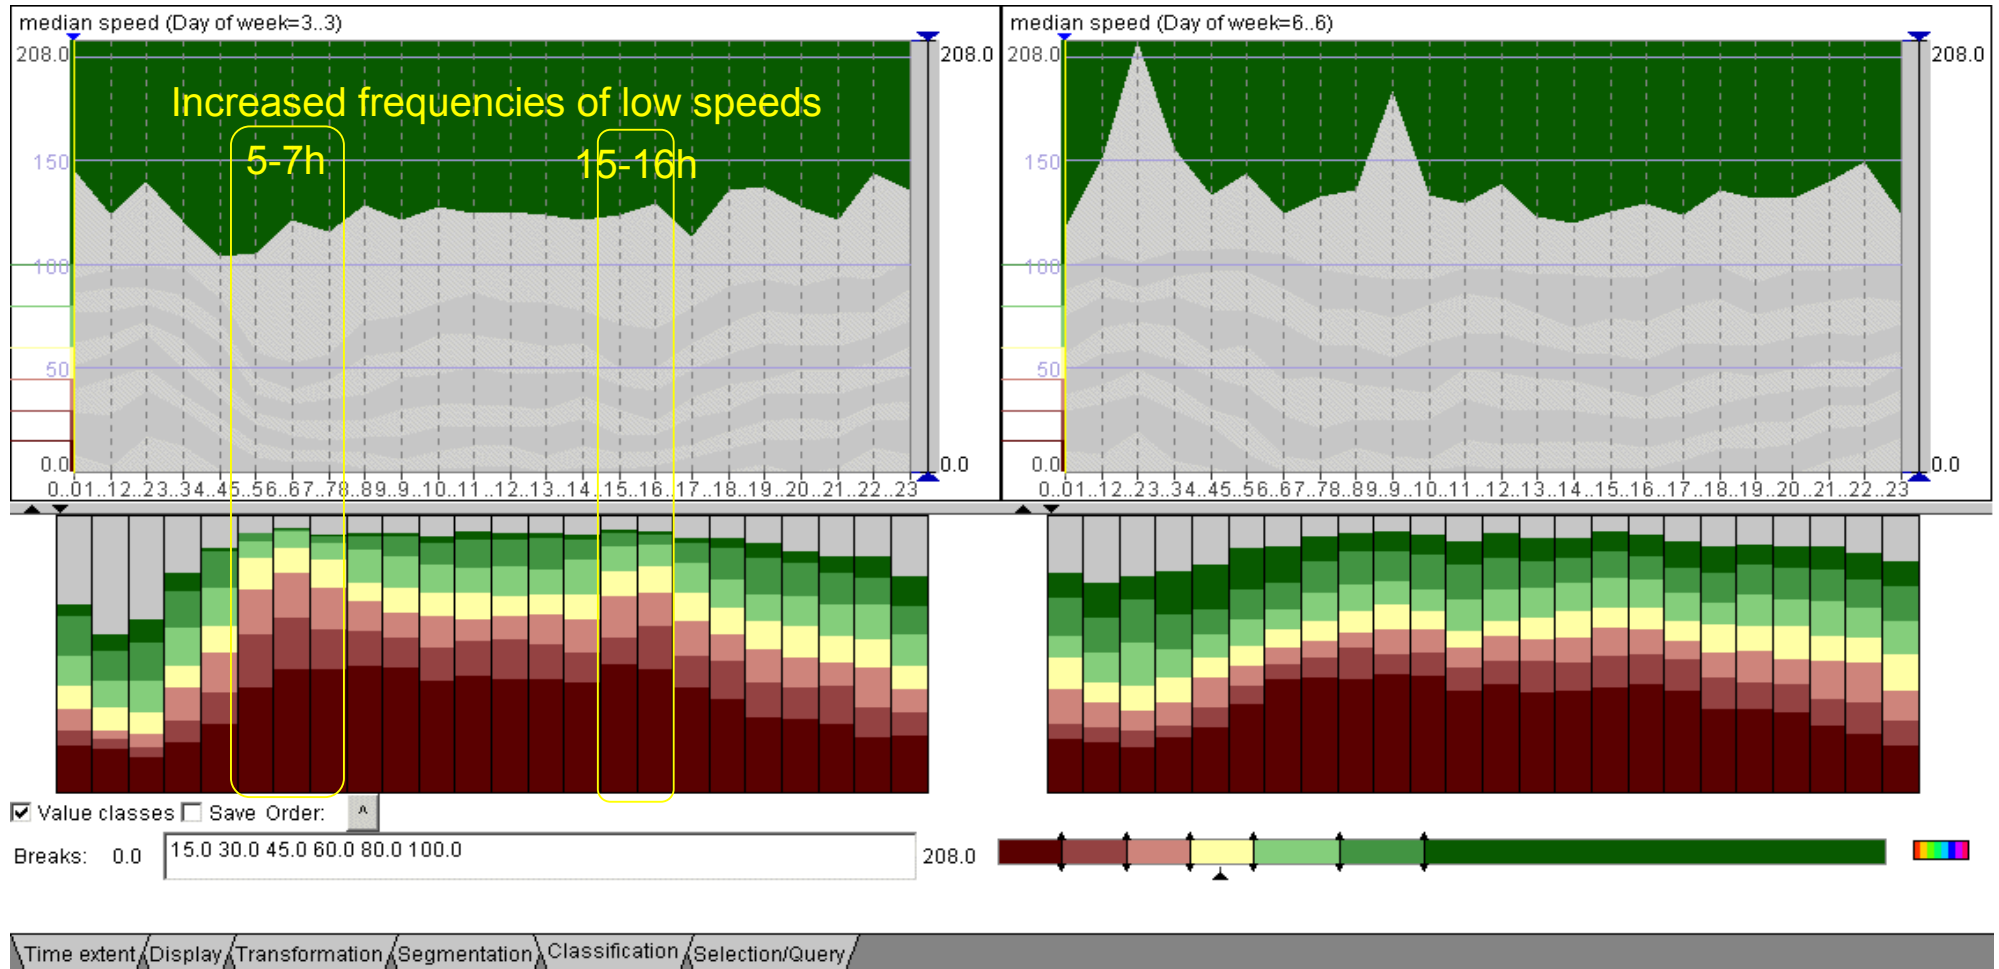 median speed (Day of week=3..3)
208.0
150
100
50
0.0
208.0
0.0
Increased frequencies of low speeds
5-7h
15-16h
0..01..12..23..34..45..56..67..78..89..9..10..11..12..13..14..15..16..17..18..19..20..21..22..23
median speed (Day of week=6..6)
208.0
150
100
50
0.0
208.0
0.0
0..01..12..23..34..45..56..67..78..89..9..10..11..12..13..14..15..16..17..18..19..20..21..22..23
Value classes Save Order: ^
Breaks: 0.0 15.0 30.0 45.0 60.0 80.0 100.0 208.0
Time extent Display Transformation Segmentation Classification Selection/Query